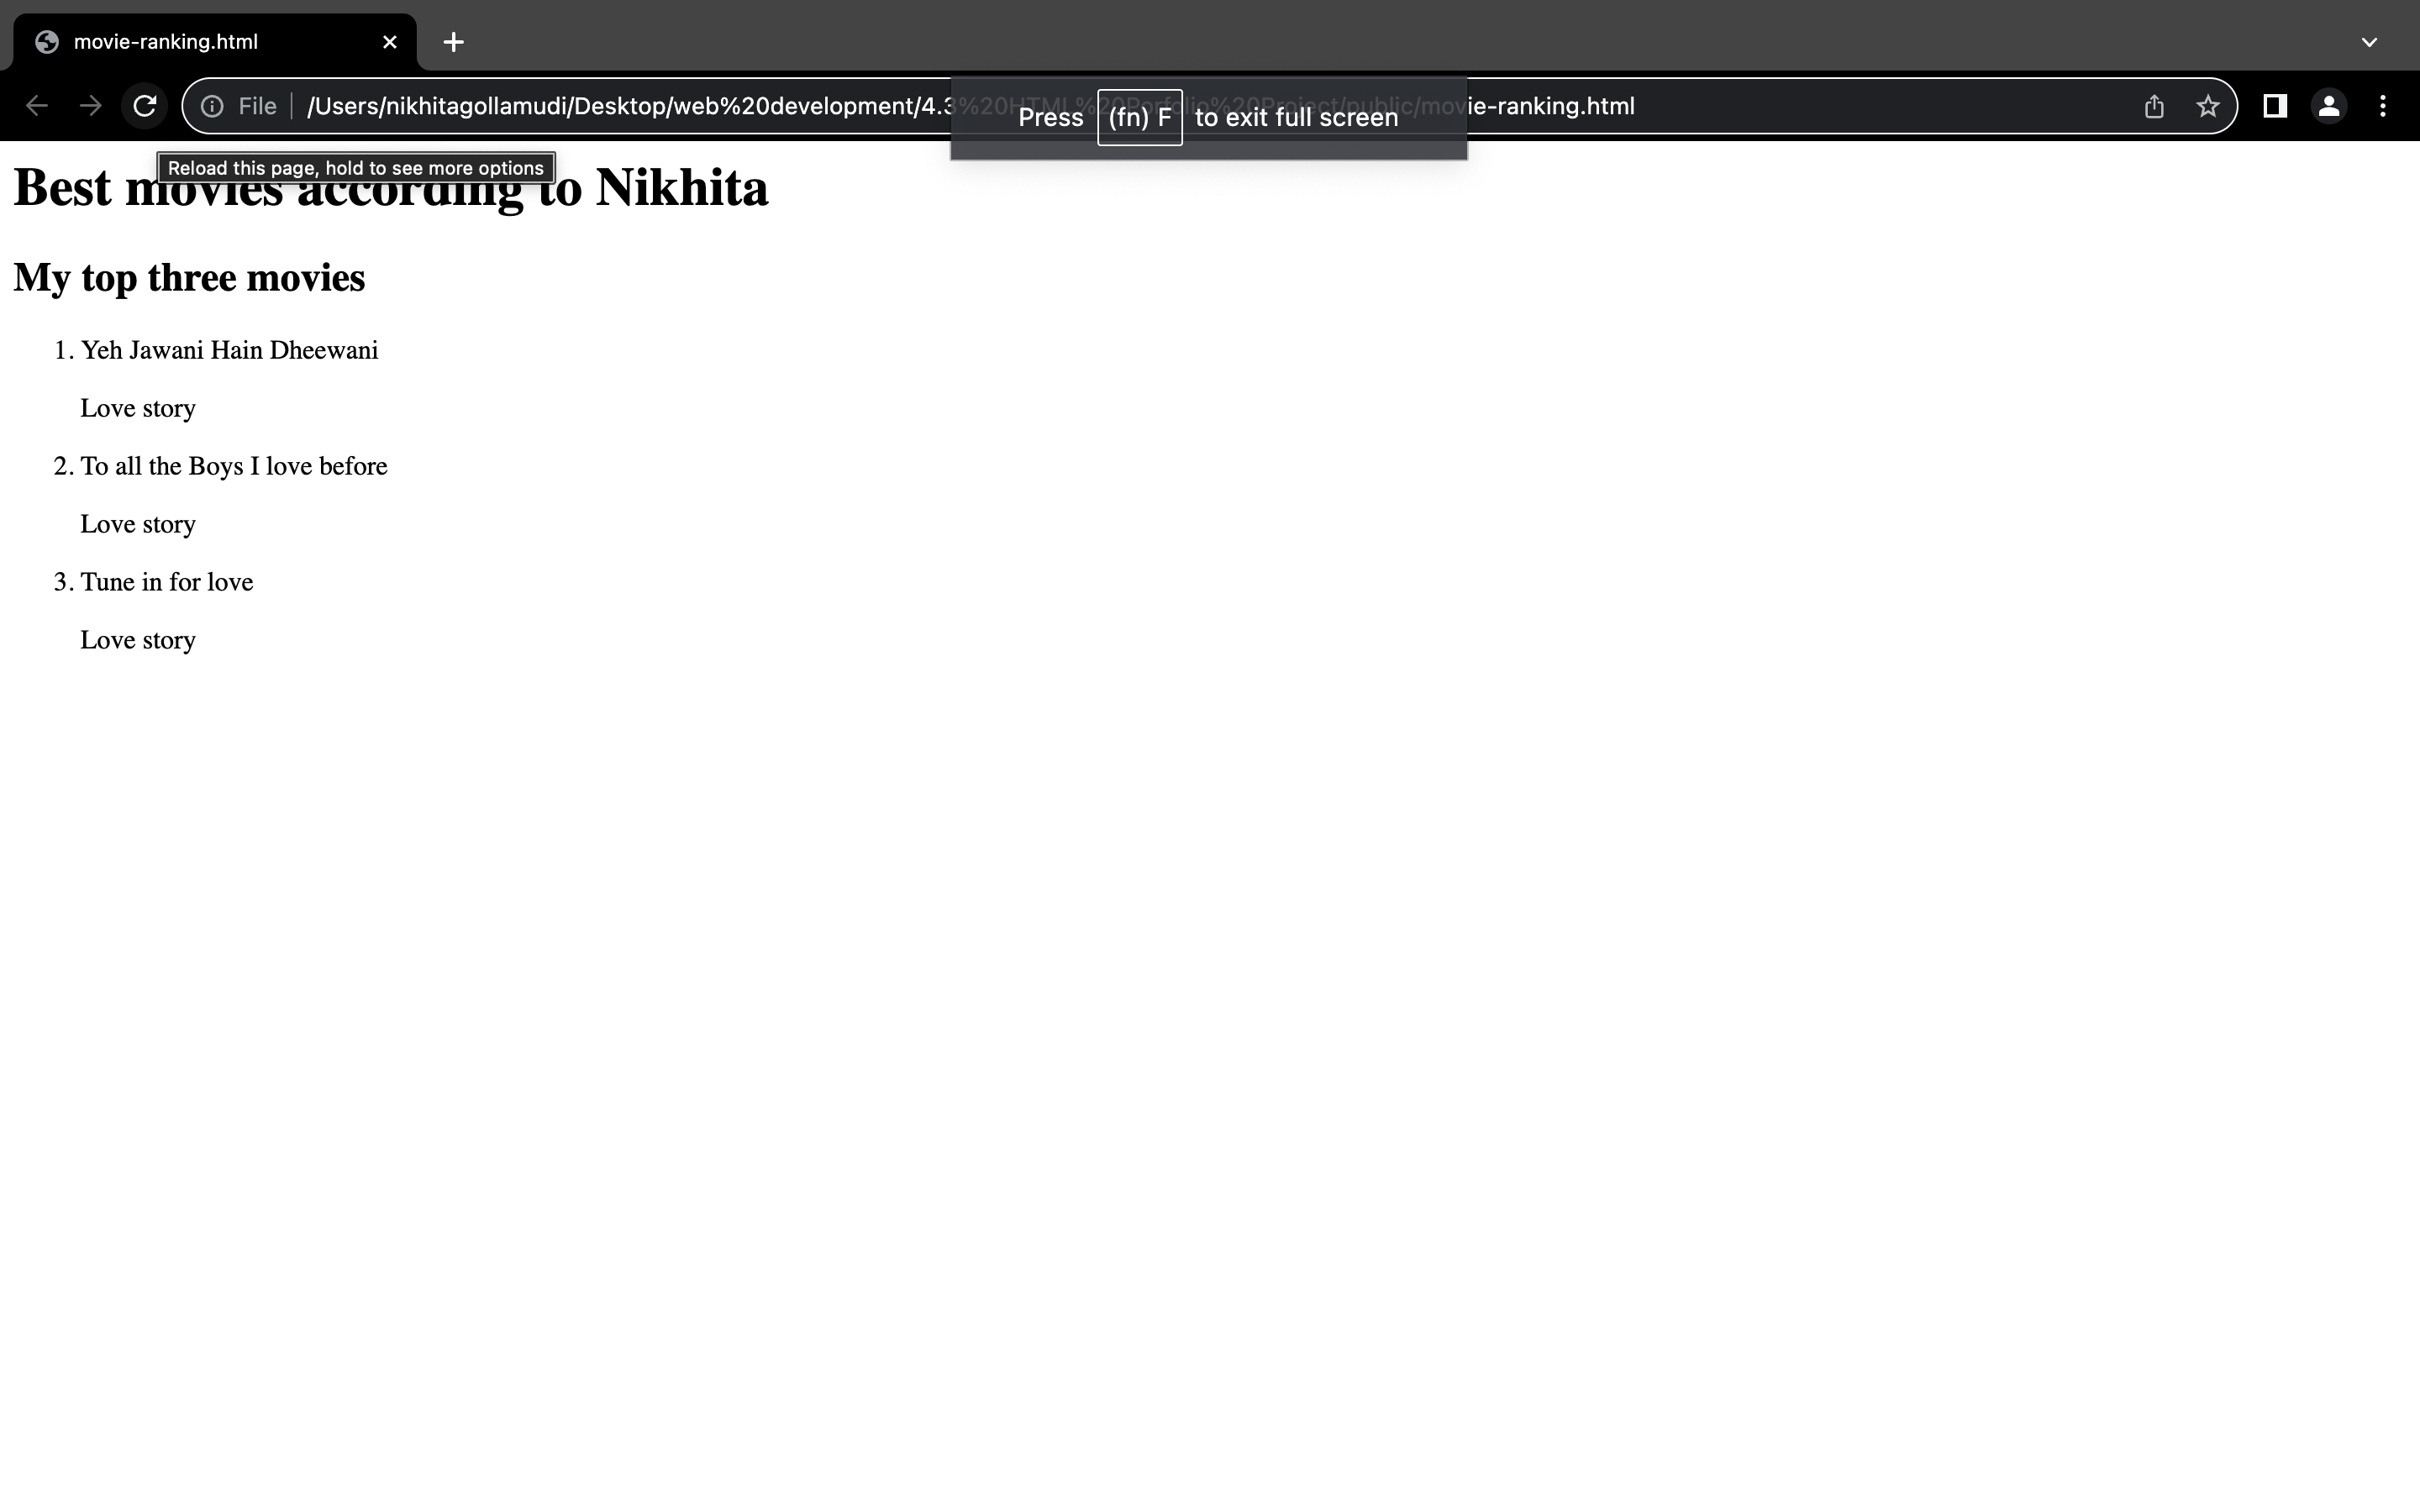 movie-ranking.html
File /Users/nikhitagollamudi/Desktop/web%20development/4.3%20HTML%20Porfolio%20Project/public/movie-ranking.html
Press (fn) F to exit full screen
Reload this page, hold to see more options
Best movies according to Nikhita
My top three movies
1. Yeh Jawani Hain Dheewani
Love story
2. To all the Boys I love before
Love story
3. Tune in for love
Love story